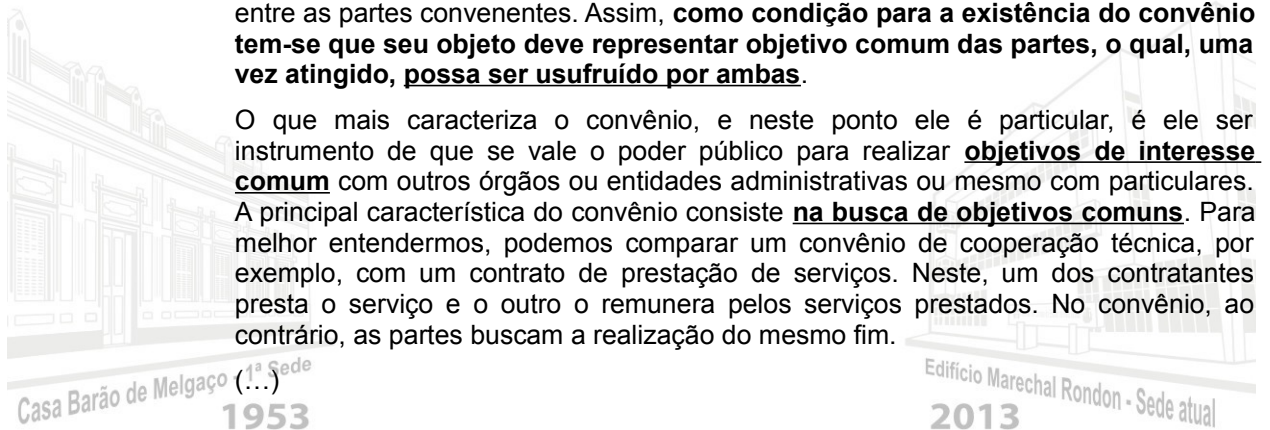 entre as partes convenentes. Assim, como condição para a existência do convênio
tem-se que seu objeto deve representar objetivo comum das partes, o qual, uma
vez atingido, possa ser usufruído por ambas.
O que mais caracteriza o convênio, e neste ponto ele é particular, é ele ser
instrumento de que se vale o poder público para realizar objetivos de interesse
comum com outros órgãos ou entidades administrativas ou mesmo com particulares.
A principal característica do convênio consiste na busca de objetivos comuns. Para
melhor entendermos, podemos comparar um convênio de cooperação técnica, por
exemplo, com um contrato de prestação de serviços. Neste, um dos contratantes
presta o serviço e o outro o remunera pelos serviços prestados. No convênio, ao
contrário, as partes buscam a realização do mesmo fim.
(…)
Casa Barão de Melgaço - 1ª Sede
1953
Edifício Marechal Rondon - Sede atual
2013